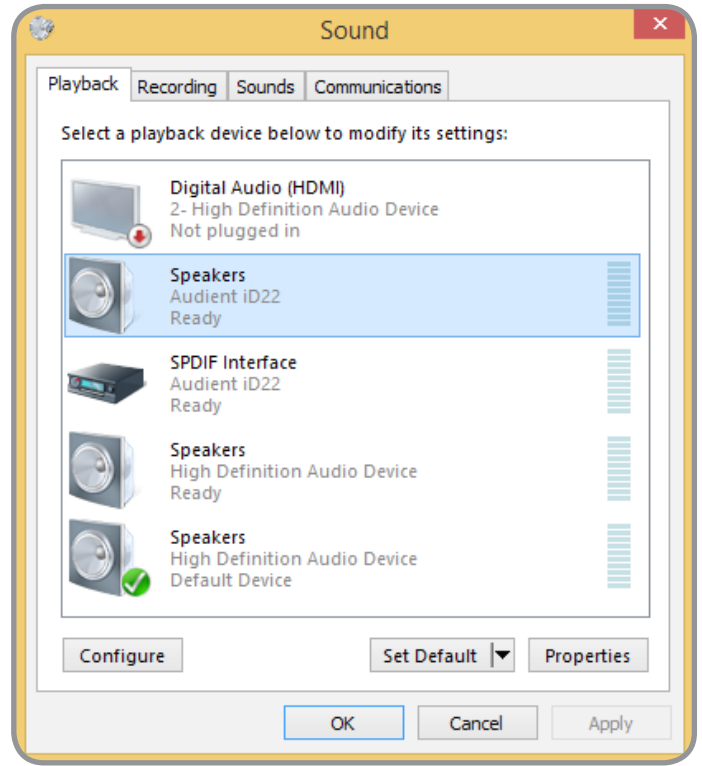 Sound
Playback Recording Sounds Communications
Select a playback device below to modify its settings:
Digital Audio (HDMI)
2- High Definition Audio Device
Not plugged in
Speakers
Audient iD22
Ready
SPDIF Interface
Audient iD22
Ready
Speakers
High Definition Audio Device
Ready
Speakers
High Definition Audio Device
Default Device
Configure Set Default Properties
OK Cancel Apply